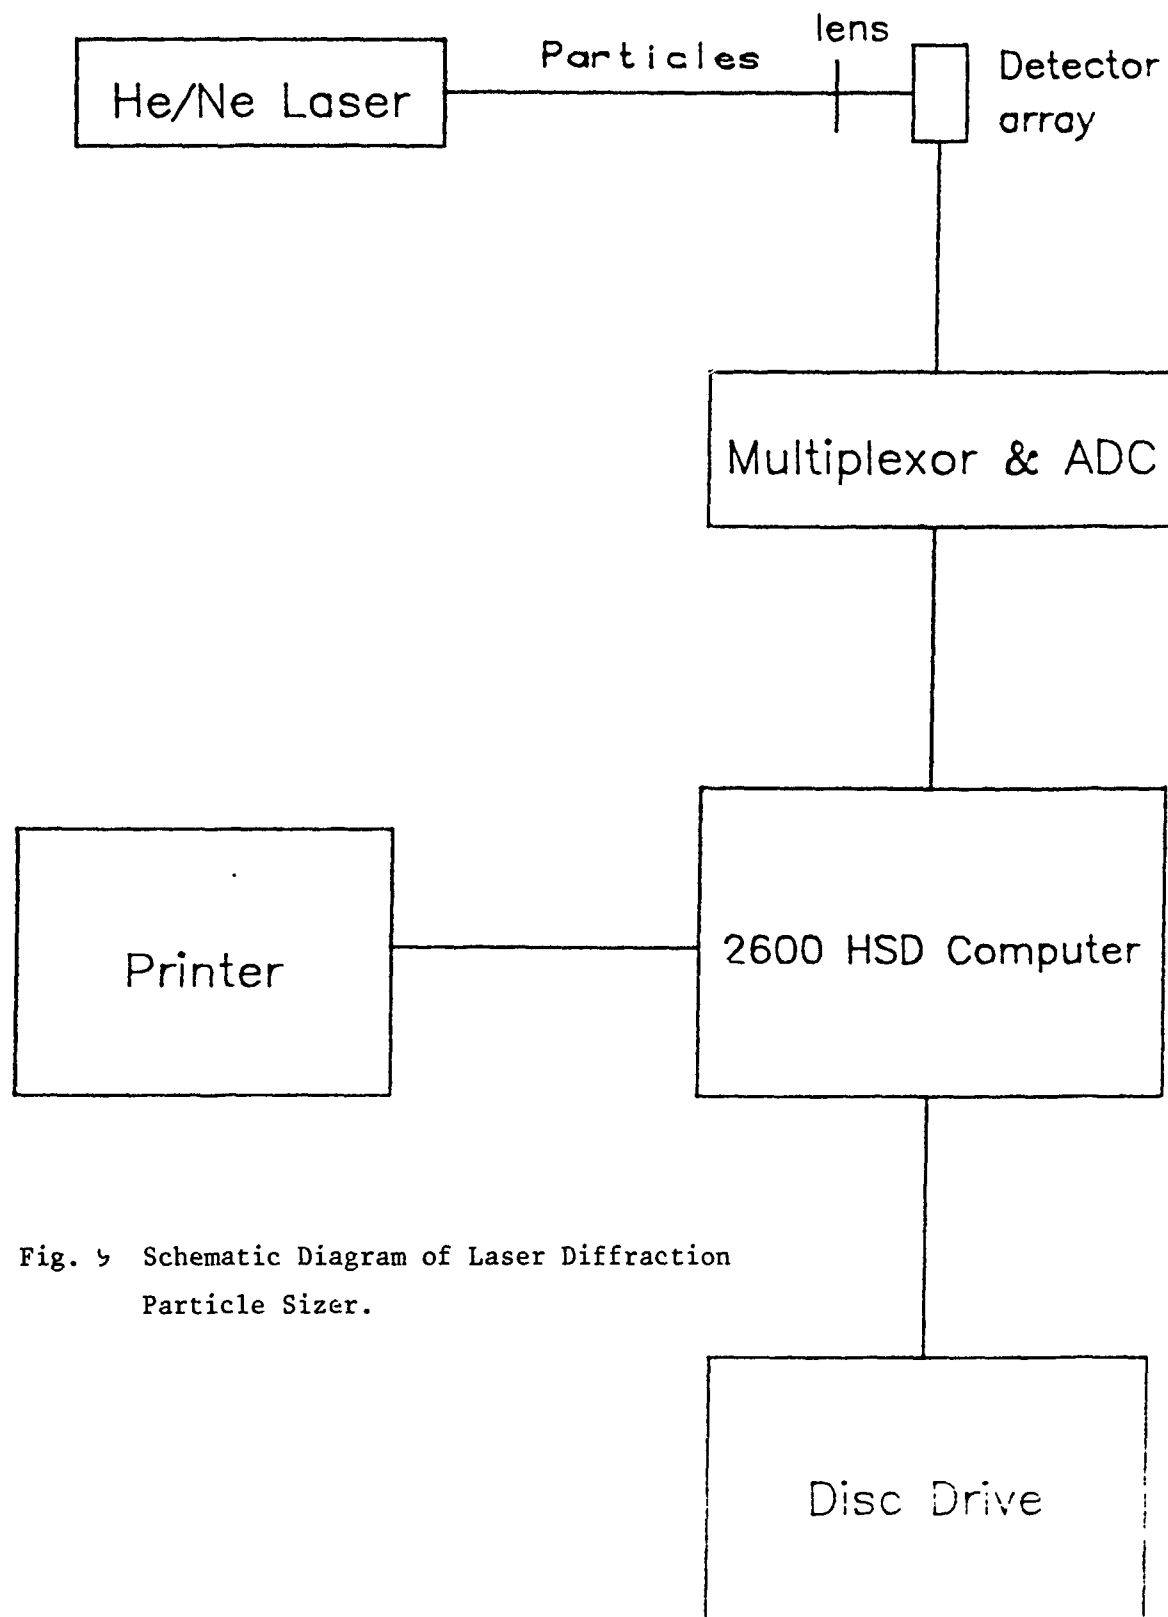 He/Ne Laser
Particles
lens
Detector
array
Multiplexor & ADC
Printer
2600 HSD Computer
Fig. Schematic Diagram of Laser Diffraction
Particle Sizer.
Disc Drive